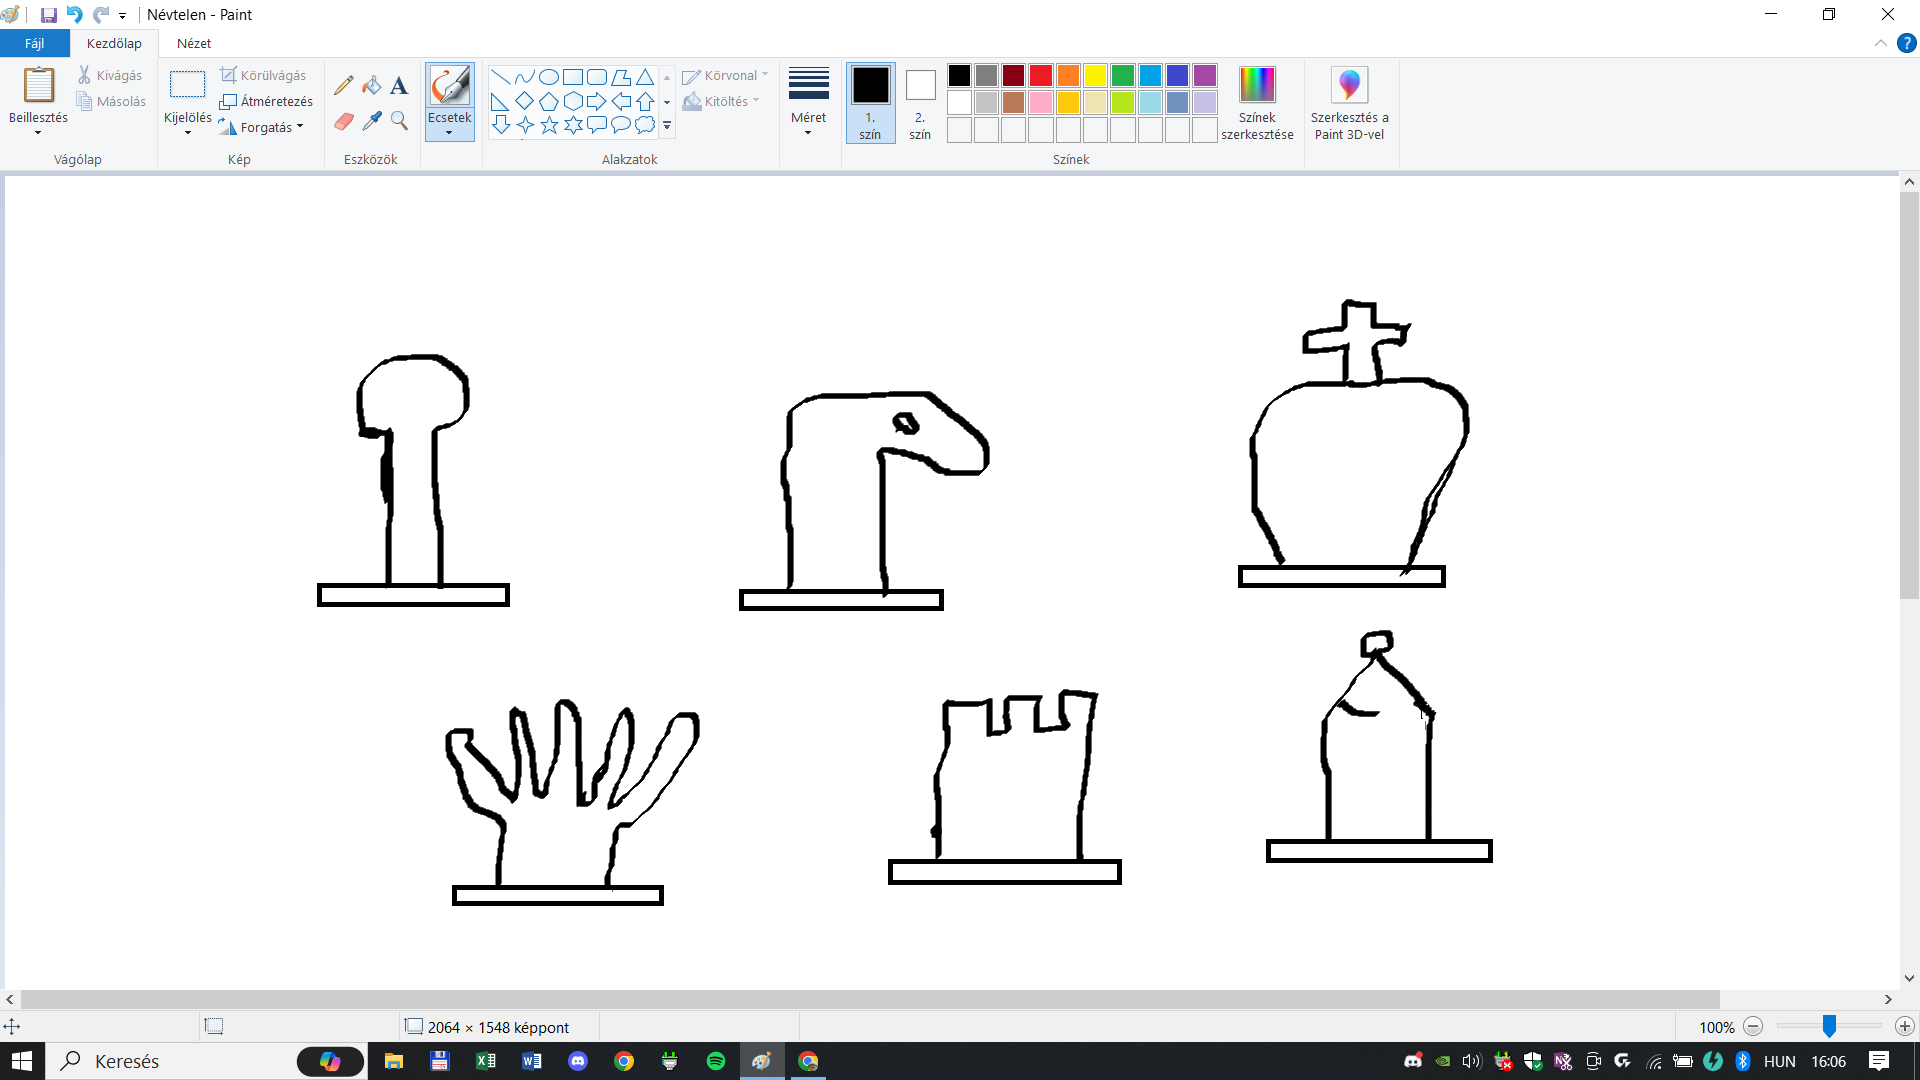 Névtelen - Paint
Fájl Kezdőlap Nézet
Beillesztés
Kivágás
Másolás
Vágólap
Kijelölés
Körülvágás
Átméretezés
Forgatás
Kép
A
Eszközök
Ecsetek
Körvonal
Kitöltés
Alakzatok
Méret
1.
szín
2.
szín
Színek
szerkesztése
Színek
Szerkesztés a
Paint 3D-vel
?
2064 × 1548 képpont
100%
Keresés
HUN 16:06